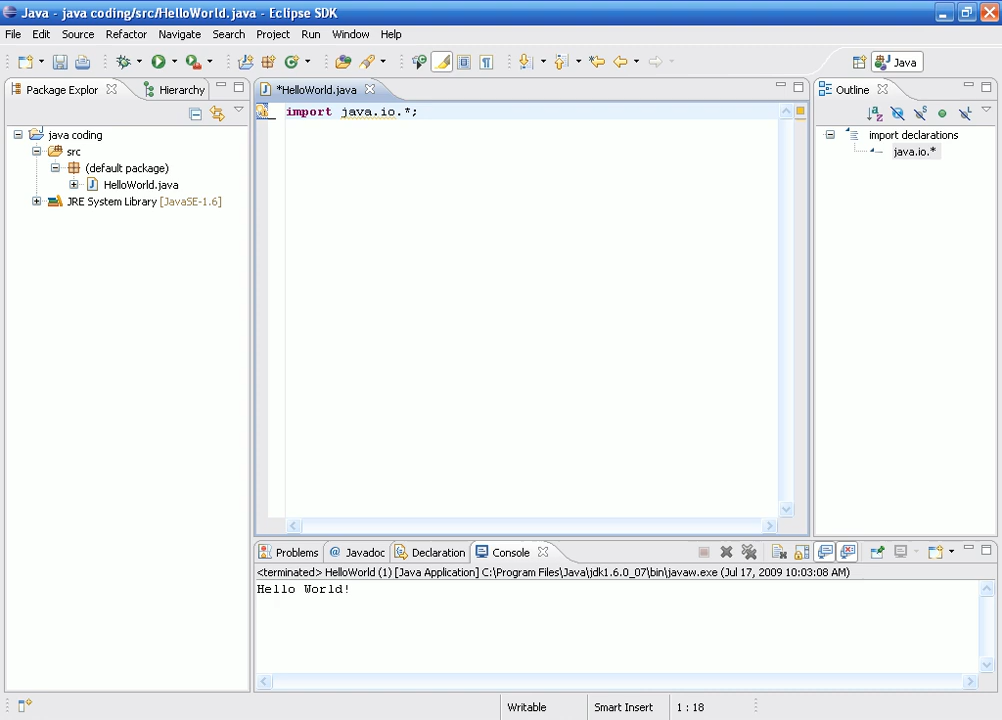 Java - java coding/src/HelloWorld.java - Eclipse SDK
File Edit Source Refactor Navigate Search Project Run Window Help
Java
Package Explor Hierarchy
*HelloWorld.java
Outline
import java.io.*;
java coding
src
(default package)
HelloWorld.java
JRE System Library [JavaSE-1.6]
import declarations
java.io.*
Problems @ Javadoc Declaration Console
<terminated> HelloWorld (1) [Java Application] C:\Program Files\Java\jdk1.6.0_07\bin\javaw.exe (Jul 17, 2009 10:03:08 AM)
Hello World!
Writable Smart Insert 1 : 18